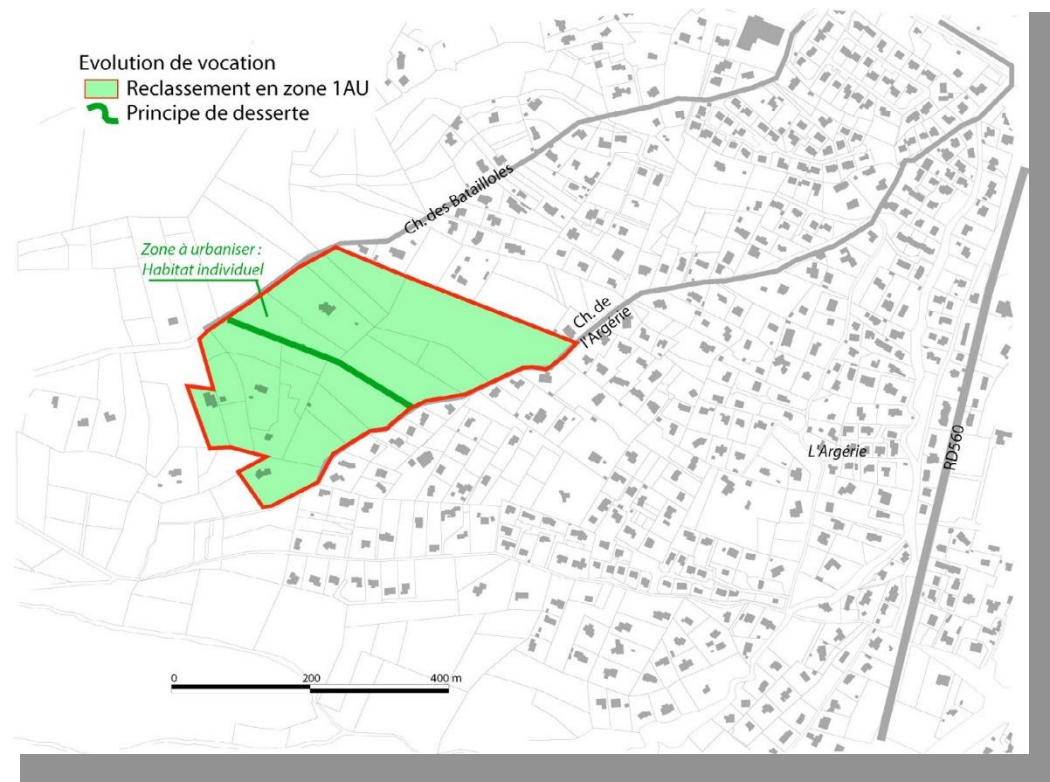 Evolution de vocation
Reclassement en zone 1AU
Principe de desserte
Ch. des Batailloles
Zone à urbaniser :
Habitat individuel
Ch. de
l'Argérie
L'Argérie
RD560
0 200 400 m